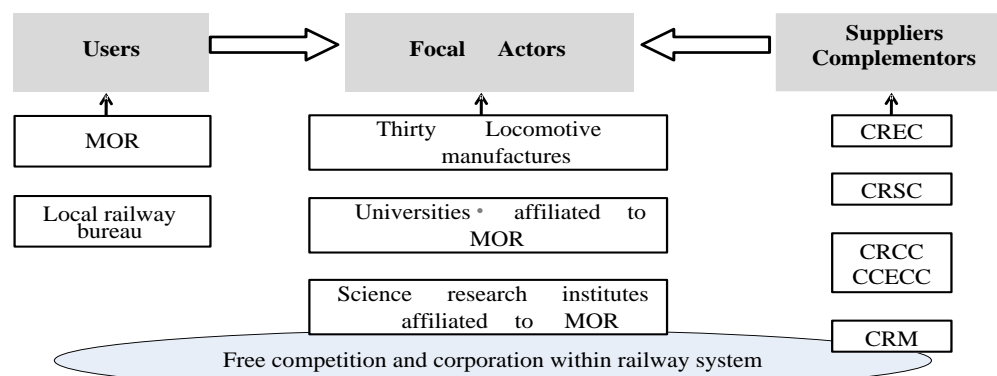 Users
Focal Actors
Suppliers
Complementors
MOR
Local railway
bureau
Thirty Locomotive
manufactures
Universities affiliated to
MOR
Science research institutes
affiliated to MOR
CREC
CRSC
CRCC
CCECC
CRM
Free competition and corporation within railway system